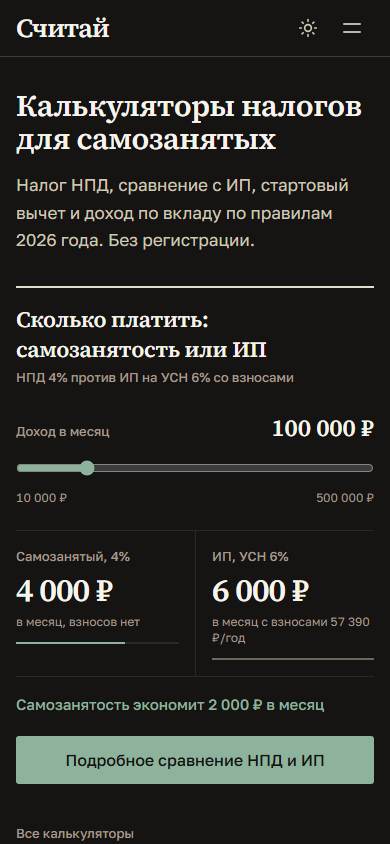 Считай
Калькуляторы налогов
для самозанятых
Налог НПД, сравнение с ИП, стартовый
вычет и доход по вкладу по правилам
2026 года. Без регистрации.
Сколько платить:
самозанятость или ИП
НПД 4% против ИП на УСН 6% со взносами
Доход в месяц
100 000 ₽
10 000 ₽
500 000 ₽
Самозанятый, 4%
4 000 ₽
в месяц, взносов нет
ИП, УСН 6%
6 000 ₽
в месяц с взносами 57 390
₽/год
Самозанятость экономит 2 000 ₽ в месяц
Подробное сравнение НПД и ИП
Все калькуляторы